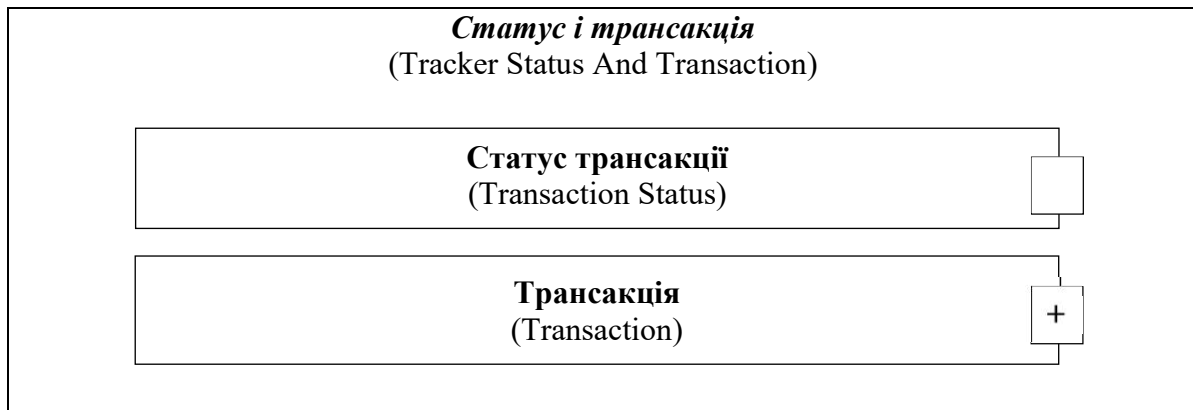 Статус і трансакція
(Tracker Status And Transaction)
Статус трансакції
(Transaction Status)
Трансакція
(Transaction)
+